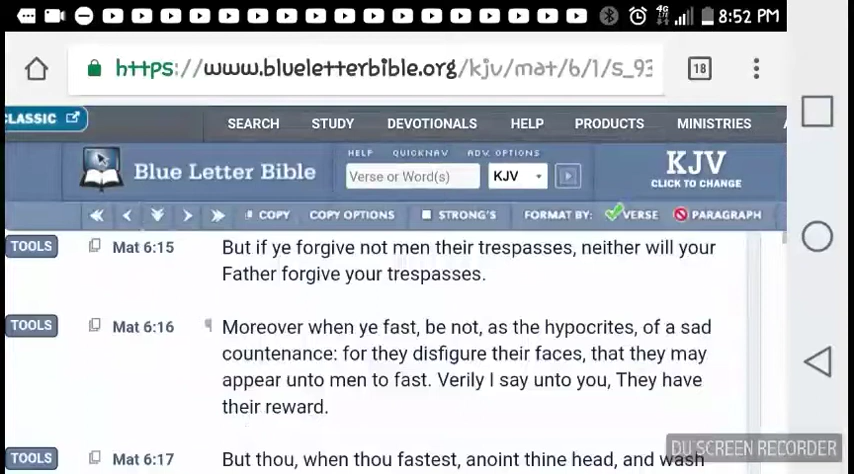 4G
LTE
8:52 PM
https://www.blueletterbible.org/kjv/mat/6/1/s_93
18
CLASSIC
SEARCH STUDY DEVOTIONALS HELP PRODUCTS MINISTRIES
HELP QUICKNAV ADV. OPTIONS
Blue Letter Bible
Verse or Word(s) KJV
KJV
CLICK TO CHANGE
COPY COPY OPTIONS STRONG'S FORMAT BY: VERSE PARAGRAPH
TOOLS Mat 6:15 But if ye forgive not men their trespasses, neither will your
Father forgive your trespasses.
TOOLS Mat 6:16 ¶ Moreover when ye fast, be not, as the hypocrites, of a sad
countenance: for they disfigure their faces, that they may
appear unto men to fast. Verily I say unto you, They have
their reward.
TOOLS Mat 6:17 But thou, when thou fastest, anoint thine head, and wash
DU SCREEN RECORDER